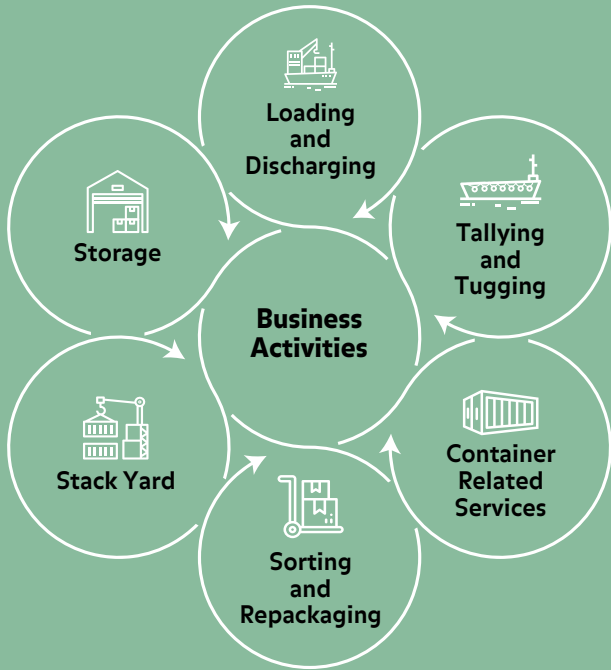 Loading
and
Discharging
Tallying
and
Tugging
Storage
Business
Activities
Container
Related
Services
Stack Yard
Sorting
and
Repackaging